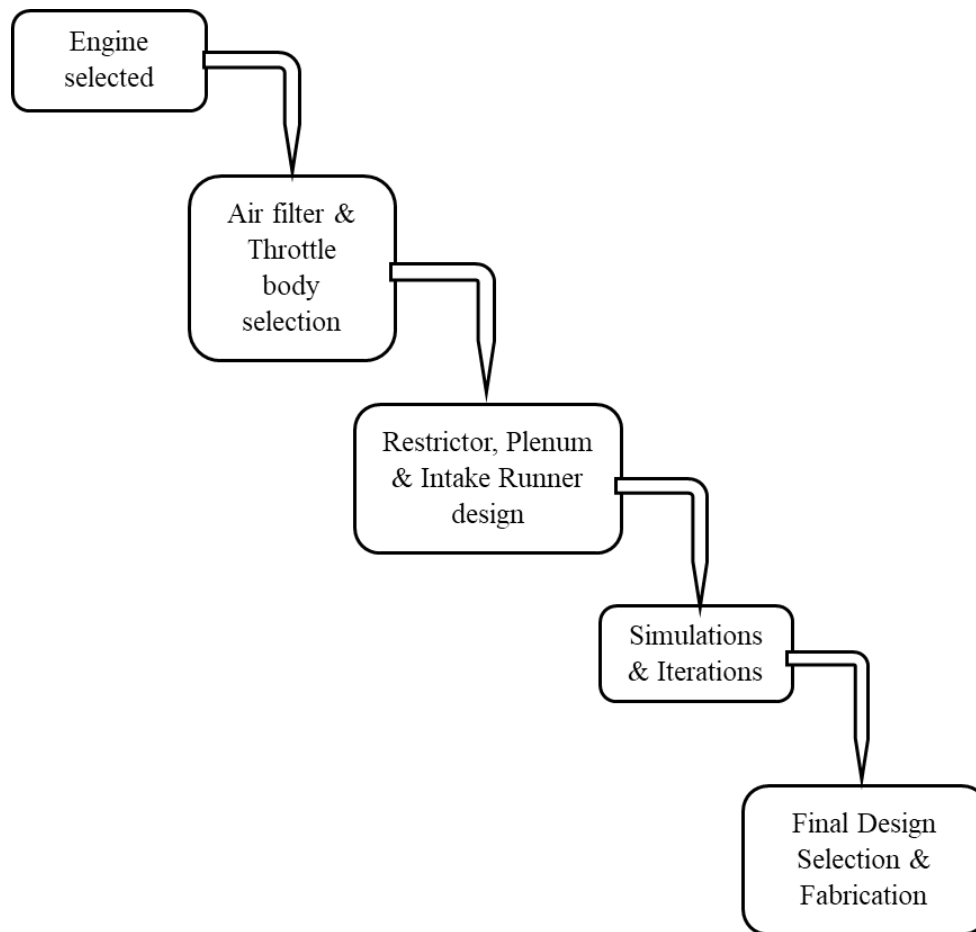 Engine
selected
Air filter &
Throttle
body
selection
Restrictor, Plenum
& Intake Runner
design
Simulations
& Iterations
Final Design
Selection &
Fabrication